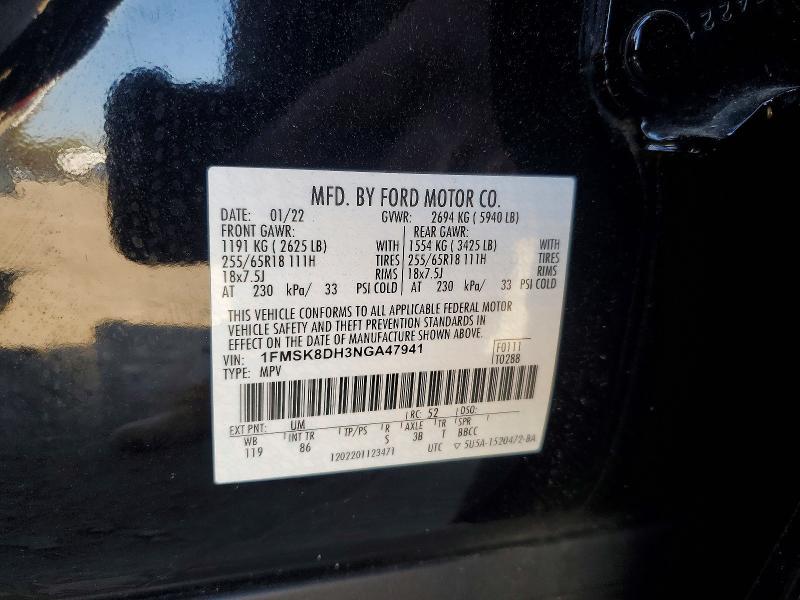 MFD. BY FORD MOTOR CO.
DATE: 01/22 GVWR: 2694 KG ( 5940 LB)
FRONT GAWR: REAR GAWR:
1191 KG ( 2625 LB) WITH 1554 KG ( 3425 LB) WITH
255/65R18 111H TIRES 255/65R18 111H TIRES
18x7.5J RIMS 18x7.5J RIMS
AT 230 kPa/ 33 PSI COLD AT 230 kPa/ 33 PSI COLD
THIS VEHICLE CONFORMS TO ALL APPLICABLE FEDERAL MOTOR
VEHICLE SAFETY AND THEFT PREVENTION STANDARDS IN
EFFECT ON THE DATE OF MANUFACTURE SHOWN ABOVE.
VIN: 1FMSK8DH3NGA47941 F0111
TYPE: MPV T0288
EXT PNT: UM RC: 52 DSO:
WB INT TR TP/PS R AXLE TR SPR
119 86 S 3B T BBCC
1202201123471 UTC ▽ 5U5A-1520472-BA